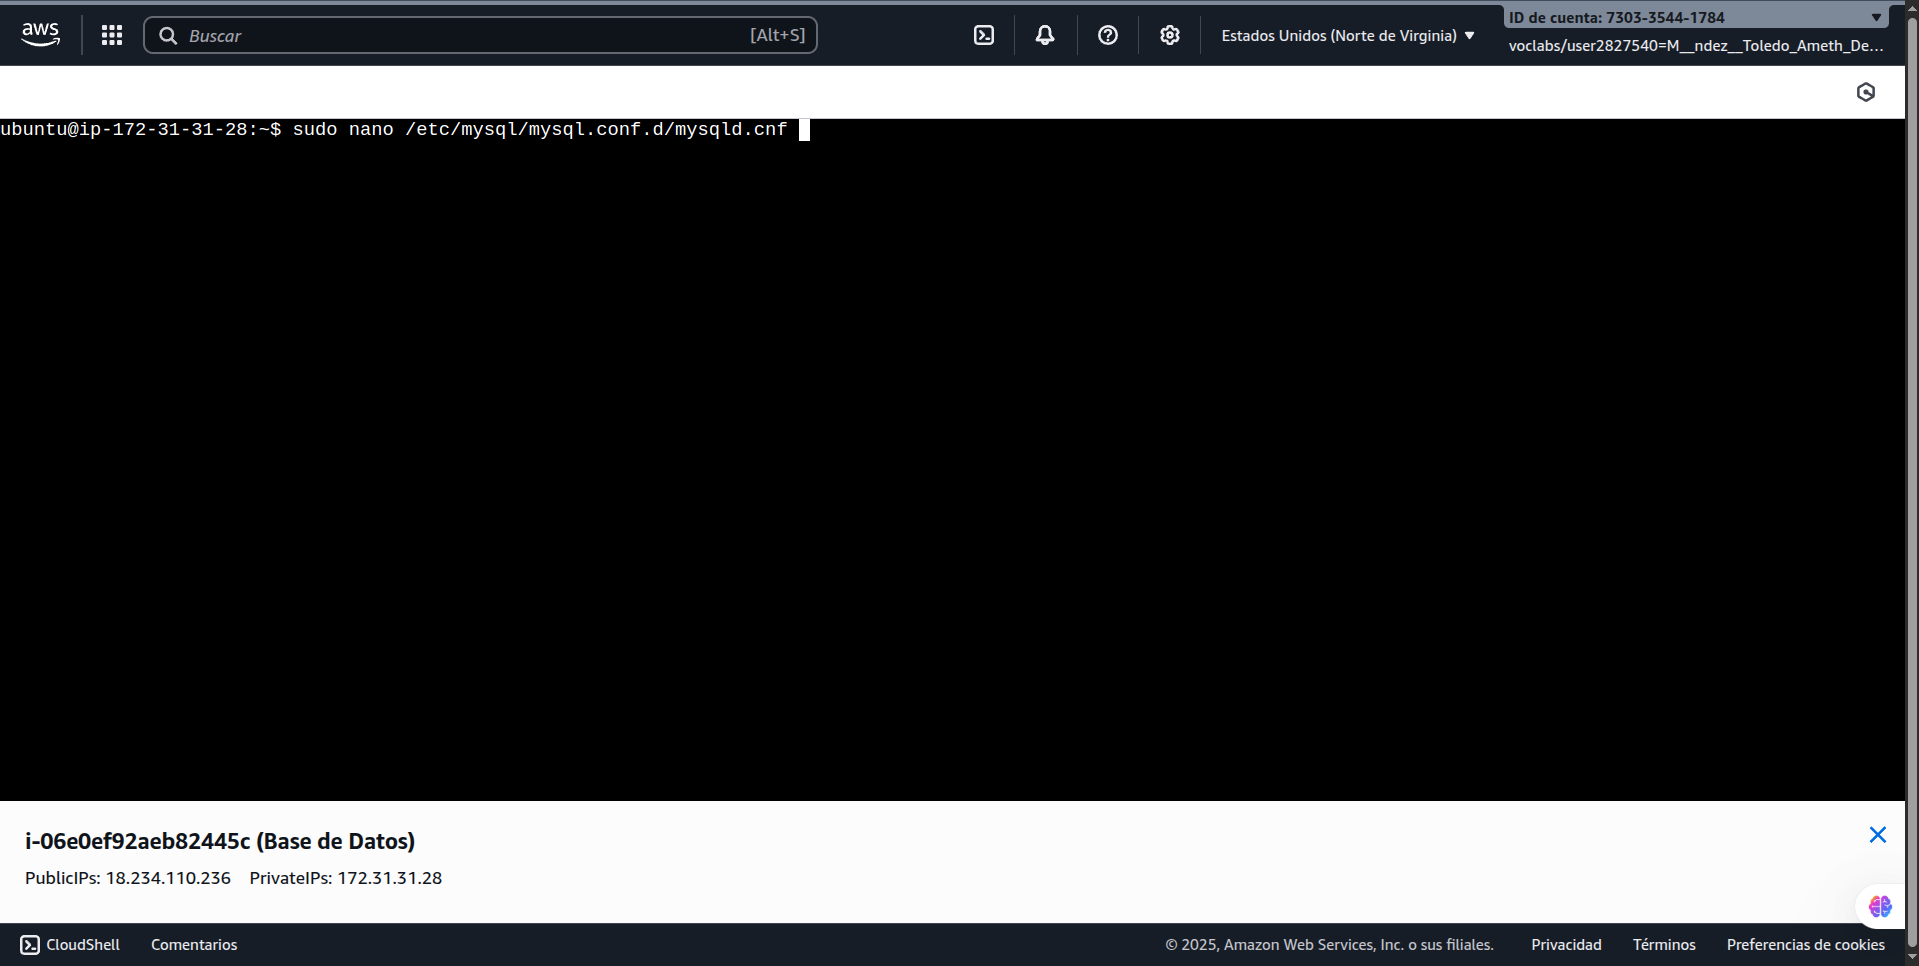 ID de cuenta: 7303-3544-1784
aws
Buscar [Alt+S]
Estados Unidos (Norte de Virginia)
voclabs/user2827540=M__ndez__Toledo_Ameth_De...
ubuntu@ip-172-31-31-28:~$ sudo nano /etc/mysql/mysql.conf.d/mysqld.cnf
i-06e0ef92aeb82445c (Base de Datos)
PublicIPs: 18.234.110.236 PrivateIPs: 172.31.31.28
CloudShell Comentarios © 2025, Amazon Web Services, Inc. o sus filiales. Privacidad Términos Preferencias de cookies